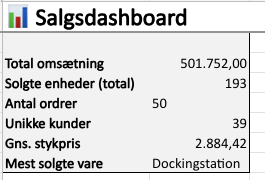 Salgsdashboard
Total omsætning 501.752,00
Solgte enheder (total) 193
Antal ordrer 50
Unikke kunder 39
Gns. stykpris 2.884,42
Mest solgte vare Dockingstation